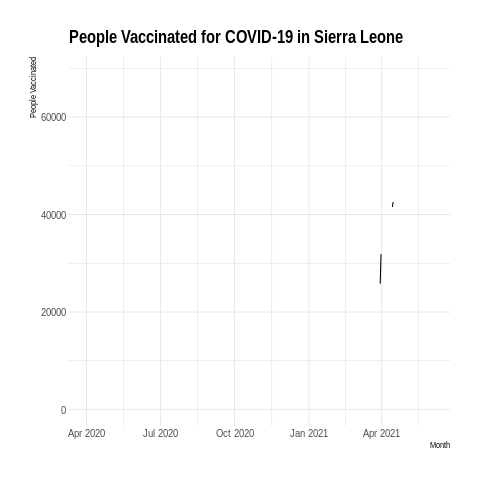 People Vaccinated for COVID-19 in Sierra Leone
People Vaccinated
60000
40000
20000
0
Apr 2020 Jul 2020 Oct 2020 Jan 2021 Apr 2021
Month